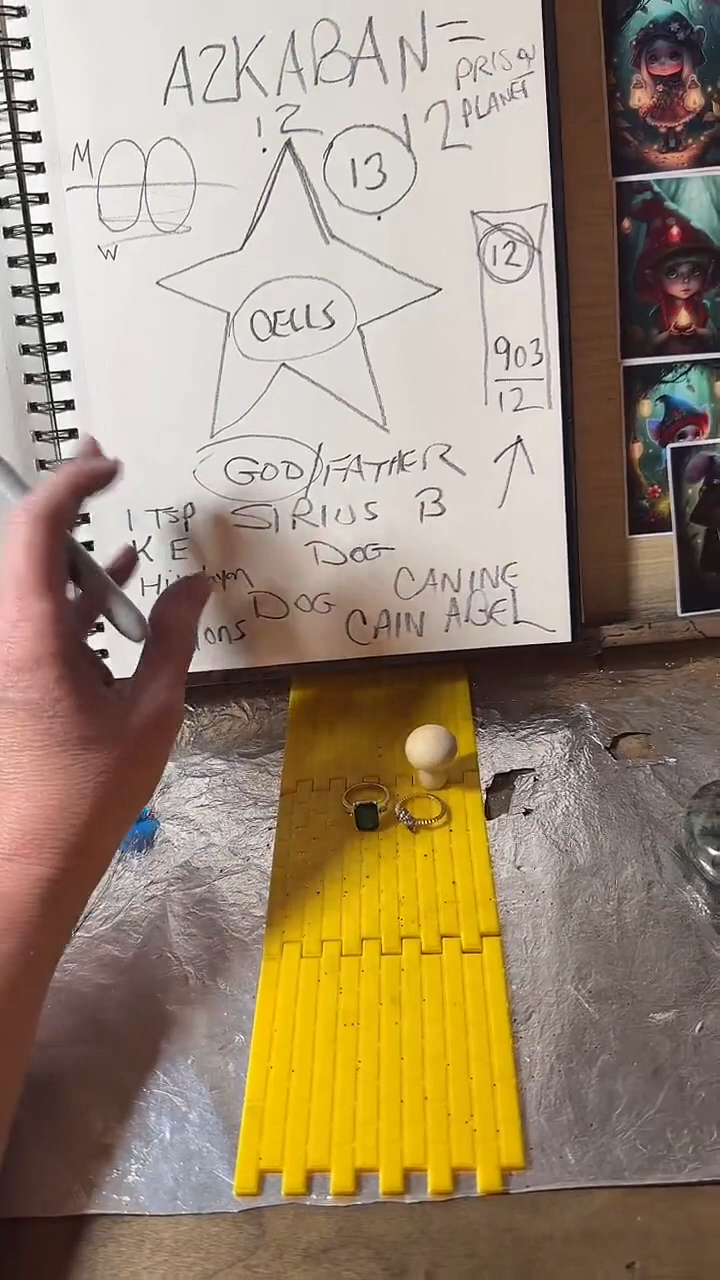 AZKABAN =
PRISON
PLANET
12
13
12
M
W
12
903
12
CELLS
GOD/FATHER
1 TSP
SIRIUS B
K E
DOG
CANINE
DOG
CAIN ABEL